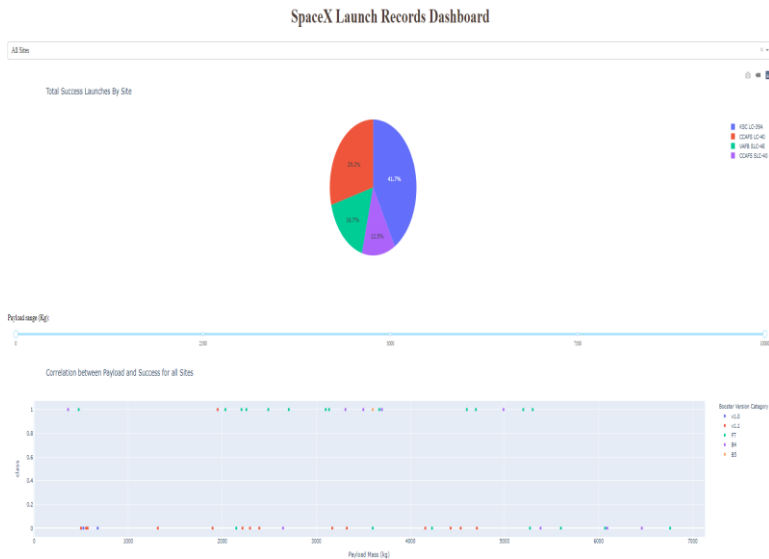 SpaceX Launch Records Dashboard
All Sites
Total Success Launches By Site
KSC LC-39A
CCAFS LC-40
VAFB SLC-4E
CCAFS SLC-40
29.2%
41.7%
16.7%
12.5%
Payload range (Kg):
0 2500 5000 7500 10000
Correlation between Payload and Success for all Sites
Booster Version Category
v1.0
v1.1
FT
B4
B5
1
0.8
0.6
0.4
0.2
0
class
0 1000 2000 3000 4000 5000 6000 7000
Payload Mass (kg)